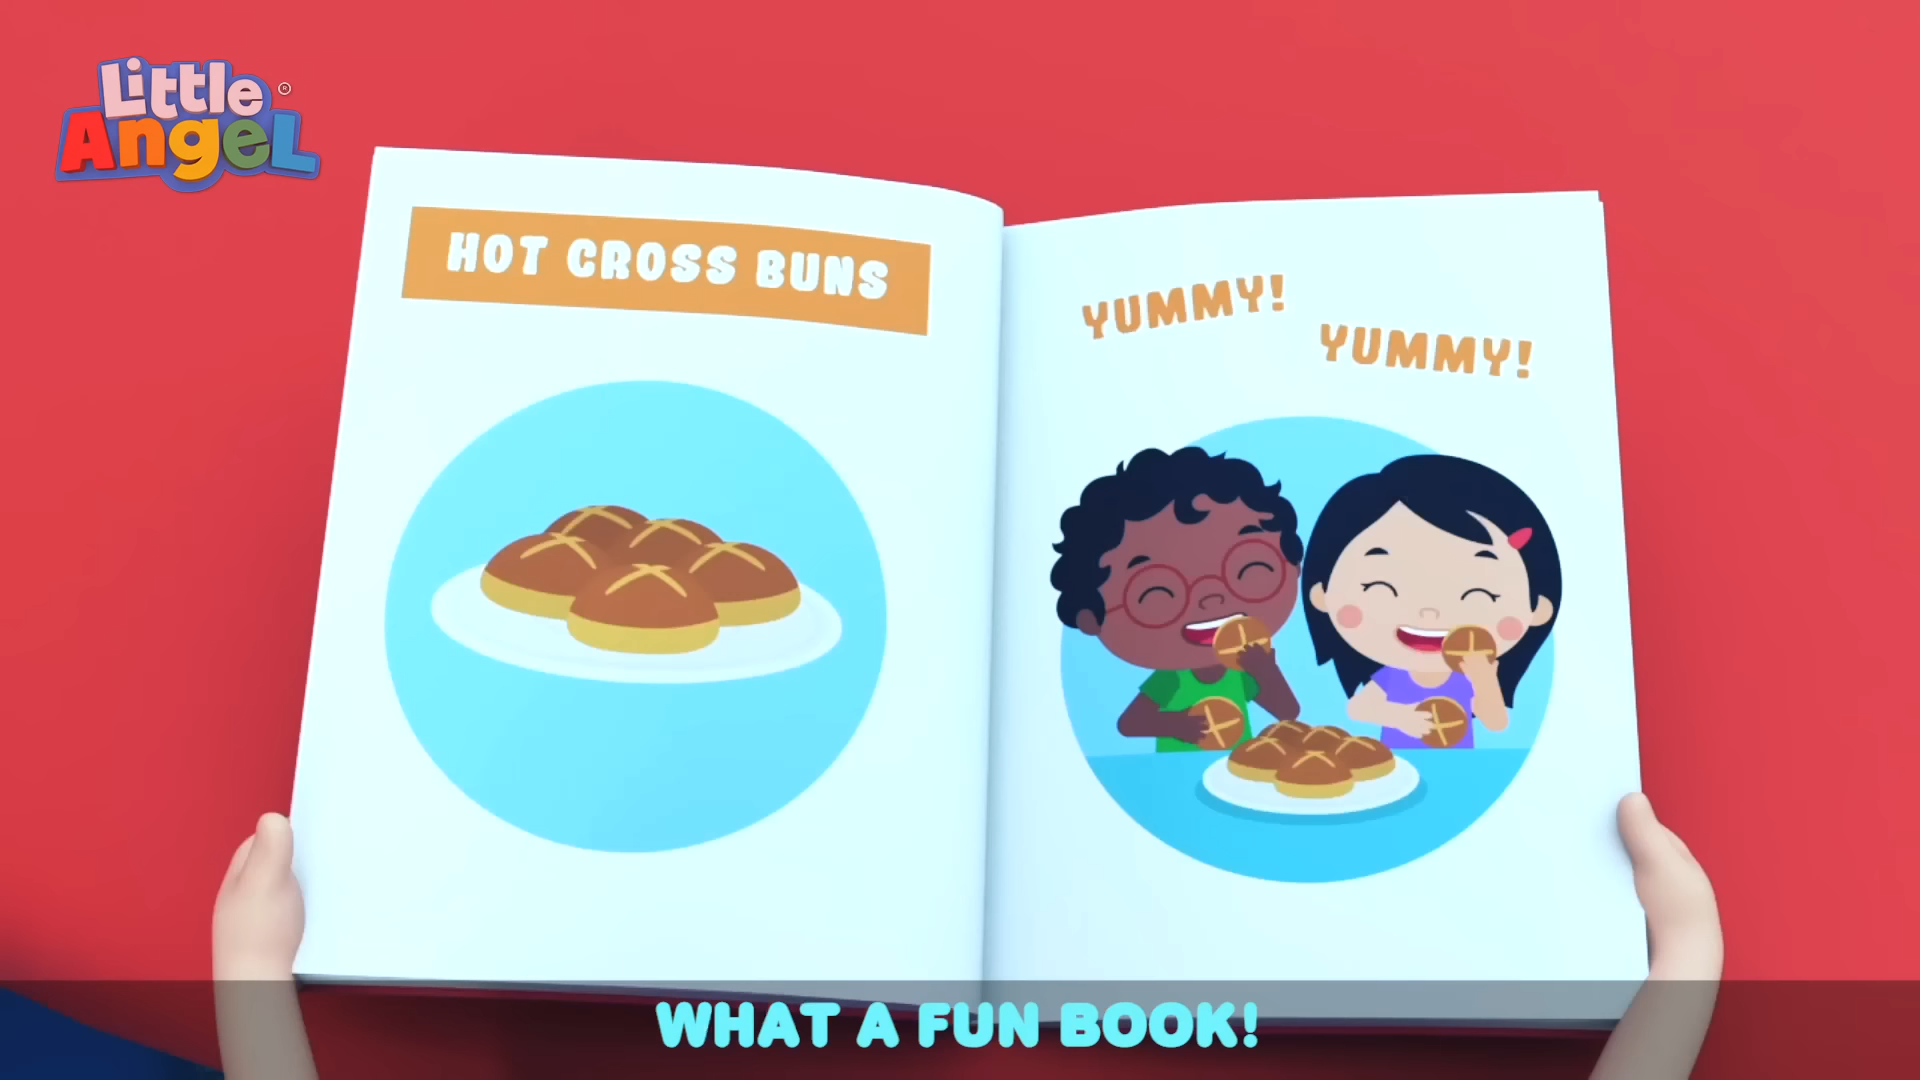 Little
Angel
®
HOT CROSS BUNS
YUMMY!
YUMMY!
WHAT A FUN BOOK!